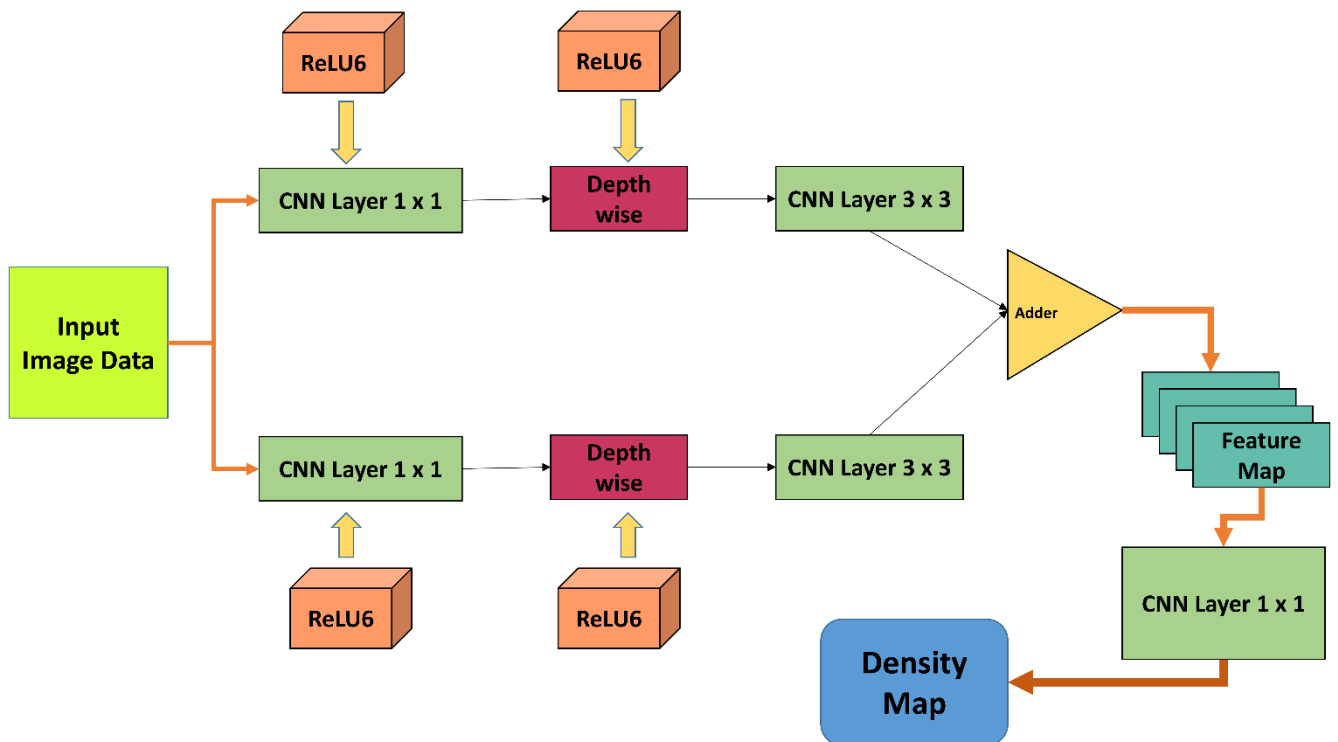 ReLU6
ReLU6
CNN Layer 1 x 1
Depth
wise
CNN Layer 3 x 3
Input
Image Data
Adder
Feature
Map
CNN Layer 1 x 1
Depth
wise
CNN Layer 3 x 3
ReLU6
ReLU6
CNN Layer 1 x 1
Density
Map